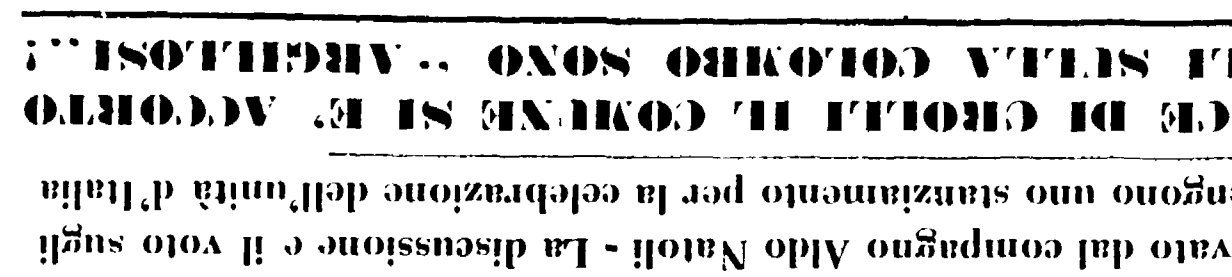 vato dal compagno Aldo Natoli - La discussione e il voto sugli
engono uno stanziamento per la celebrazione dell'unità d'Italia
CE DI CROLLI IL COMUNE SI E' ACCORTO
LI SULLA COLOMBO SONO "ARGILLOSI..!